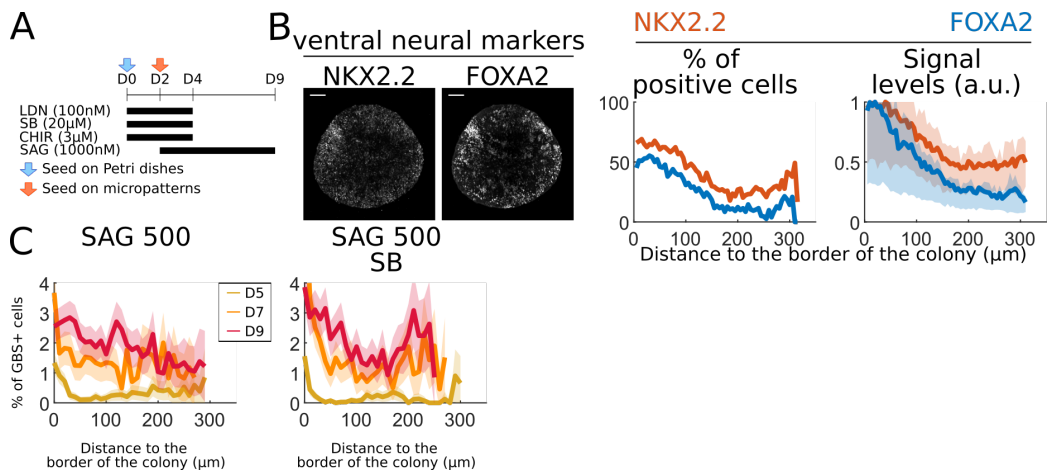 A
D0 D2 D4 D9
LDN (100nM)
SB (20μM)
CHIR (3μM)
SAG (1000nM)
Seed on Petri dishes
Seed on micropatterns
B
ventral neural markers
NKX2.2 FOXA2
NKX2.2 FOXA2
% of
positive cells
100
50
0
0 100 200 300
Signal
levels (a.u.)
1
0.5
0
0 100 200 300
Distance to the border of the colony (μm)
C
SAG 500
% of GBS+ cells
4
3
2
1
0
0 100 200 300
D5
D7
D9
Distance to the
border of the colony (μm)
SAG 500
SB
4
3
2
1
0
0 100 200 300
Distance to the
border of the colony (μm)